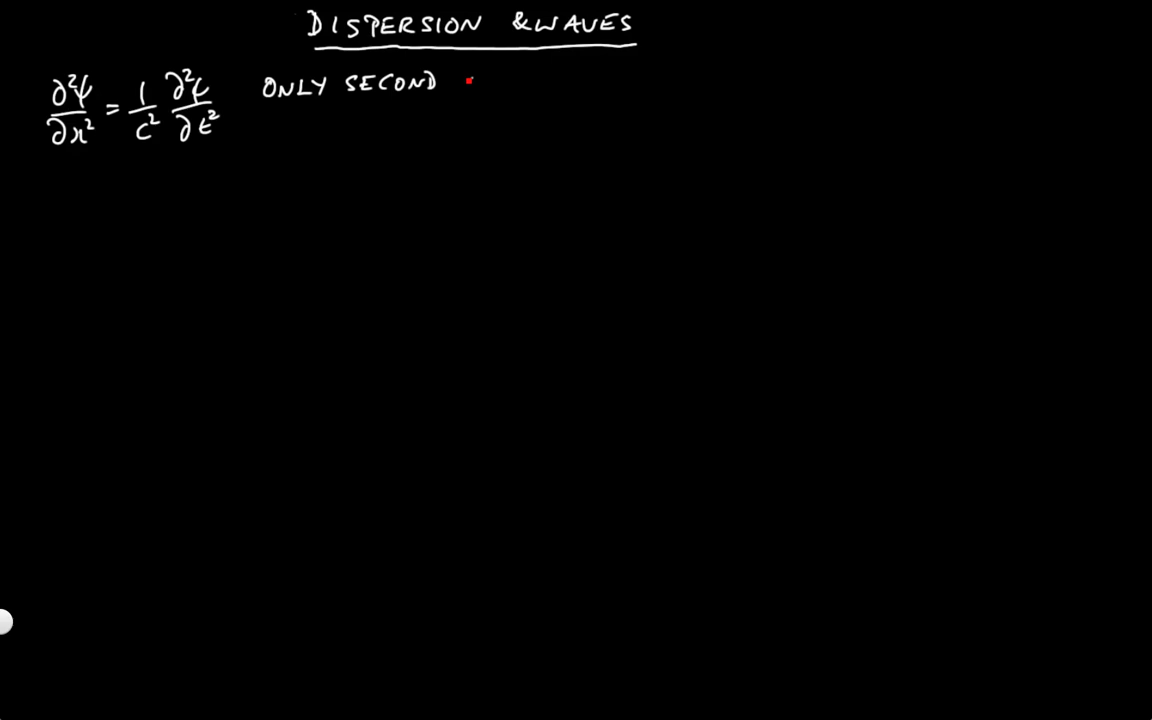 DISPERSION & WAVES
∂²ψ/∂x² = 1/c² ∂²ψ/∂t² ONLY SECOND